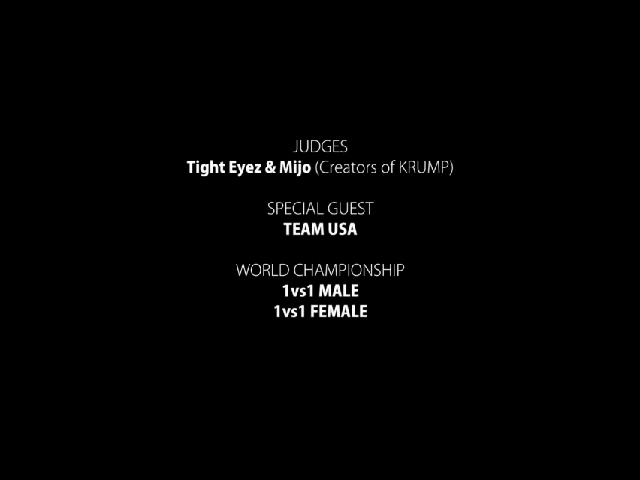 JUDGES
Tight Eyez & Mijo (Creators of KRUMP)
SPECIAL GUEST
TEAM USA
WORLD CHAMPIONSHIP
1vs1 MALE
1vs1 FEMALE